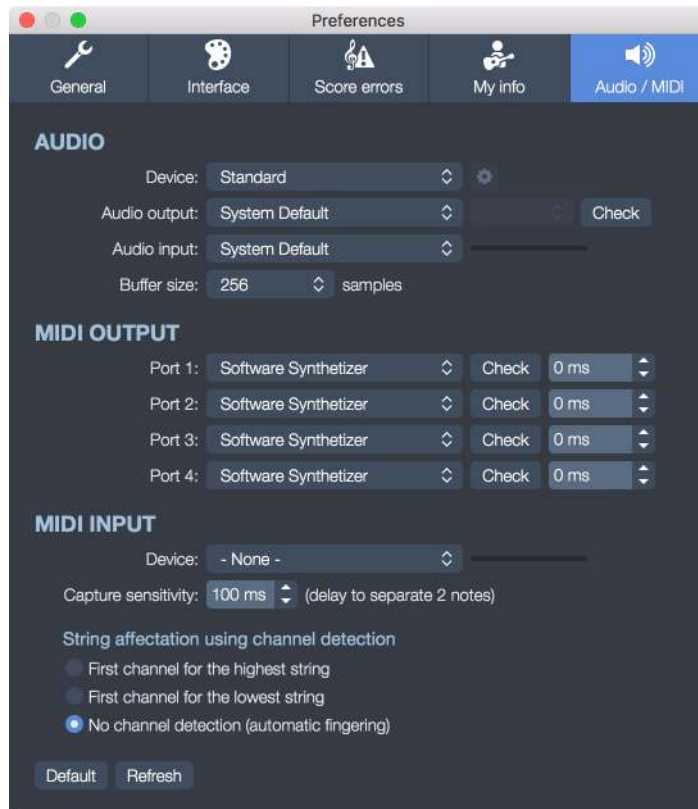 Preferences
General Interface Score errors My info Audio / MIDI
AUDIO
Device: Standard
Audio output: System Default Check
Audio input: System Default
Buffer size: 256 samples
MIDI OUTPUT
Port 1: Software Synthetizer Check 0 ms
Port 2: Software Synthetizer Check 0 ms
Port 3: Software Synthetizer Check 0 ms
Port 4: Software Synthetizer Check 0 ms
MIDI INPUT
Device: - None -
Capture sensitivity: 100 ms (delay to separate 2 notes)
String affectation using channel detection
First channel for the highest string
First channel for the lowest string
No channel detection (automatic fingering)
Default Refresh